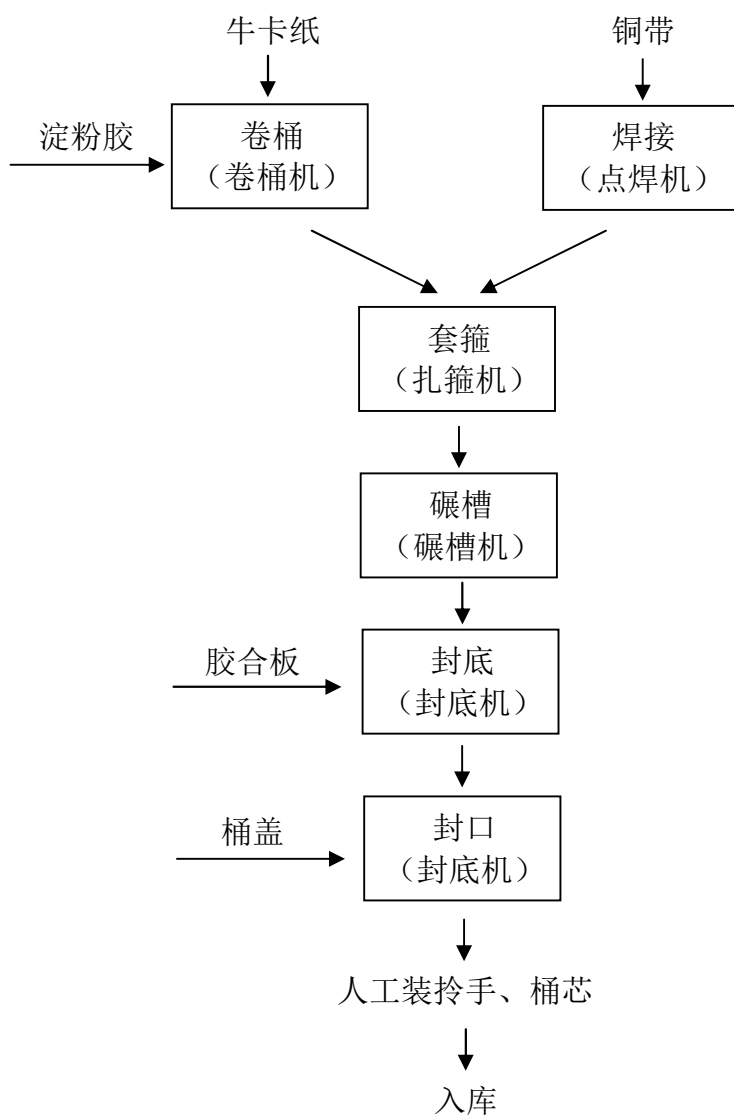 牛卡纸
铜带
淀粉胶
卷桶
（卷桶机）
焊接
（点焊机）
套箍
（扎箍机）
碾槽
（碾槽机）
胶合板
封底
（封底机）
桶盖
封口
（封底机）
人工装拎手、桶芯
入库